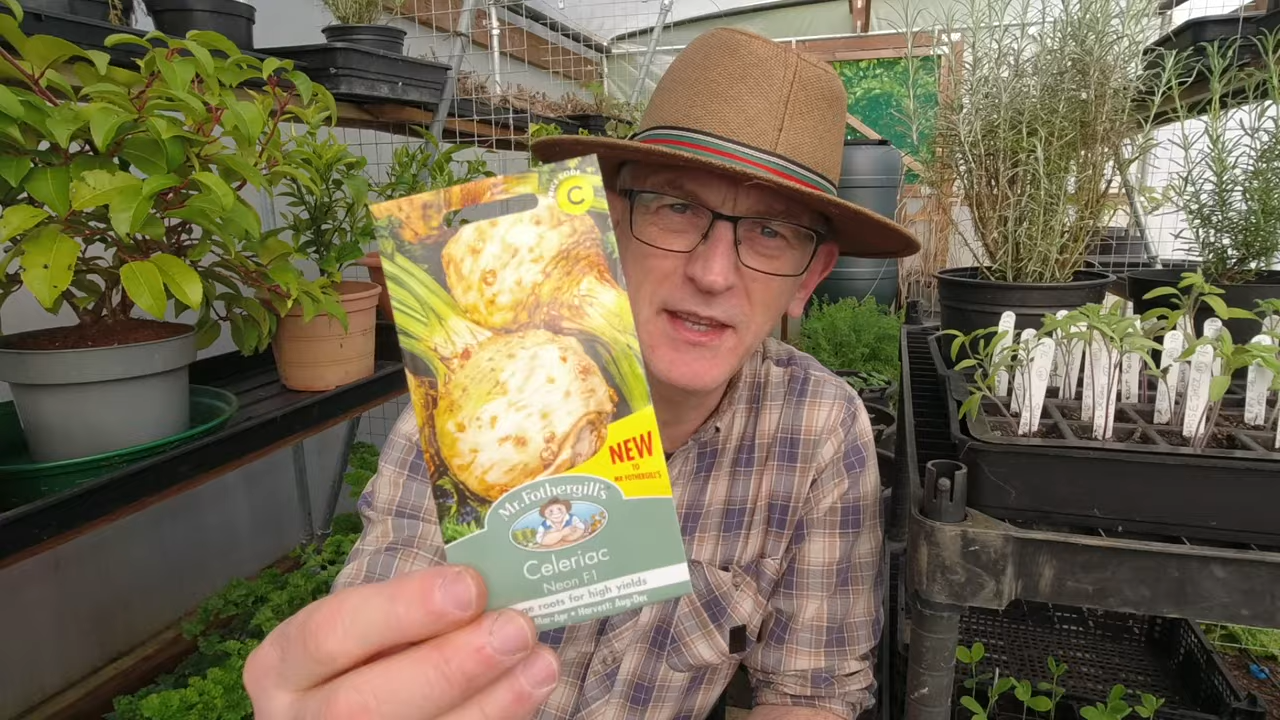 C
NEW
TO
MR FOTHERGILL'S
Mr. Fothergill's
Celeriac
Neon F1
ge roots for high yields
Mar-Apr • Harvest: Aug-Dec